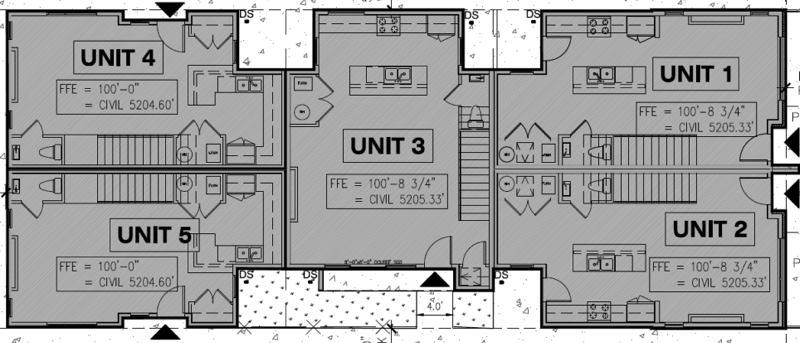 DS
DS
DS
UNIT 4
FFE = 100'-0"
= CIVIL 5204.60'
UNIT 3
FFE = 100'-8 3/4"
= CIVIL 5205.33'
UNIT 1
FFE = 100'-8 3/4"
= CIVIL 5205.33'
UNIT 5
FFE = 100'-0"
= CIVIL 5204.60'
UNIT 2
FFE = 100'-8 3/4"
= CIVIL 5205.33'
DS
DS
DS
4.0'